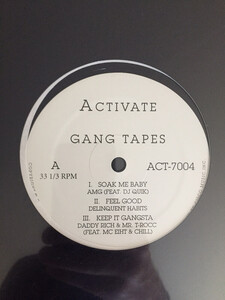 ACTIVATE
GANG TAPES
A
ACT-7004
33 1/3 RPM
I. SOAK ME BABY
AMG (FEAT. DJ QUIK)
II. FEEL GOOD
DELINQUENT HABITS
III. KEEP IT GANGSTA
DADDY RICH & MR. T-BOCC
(FEAT. MC EIHT & CHILL)